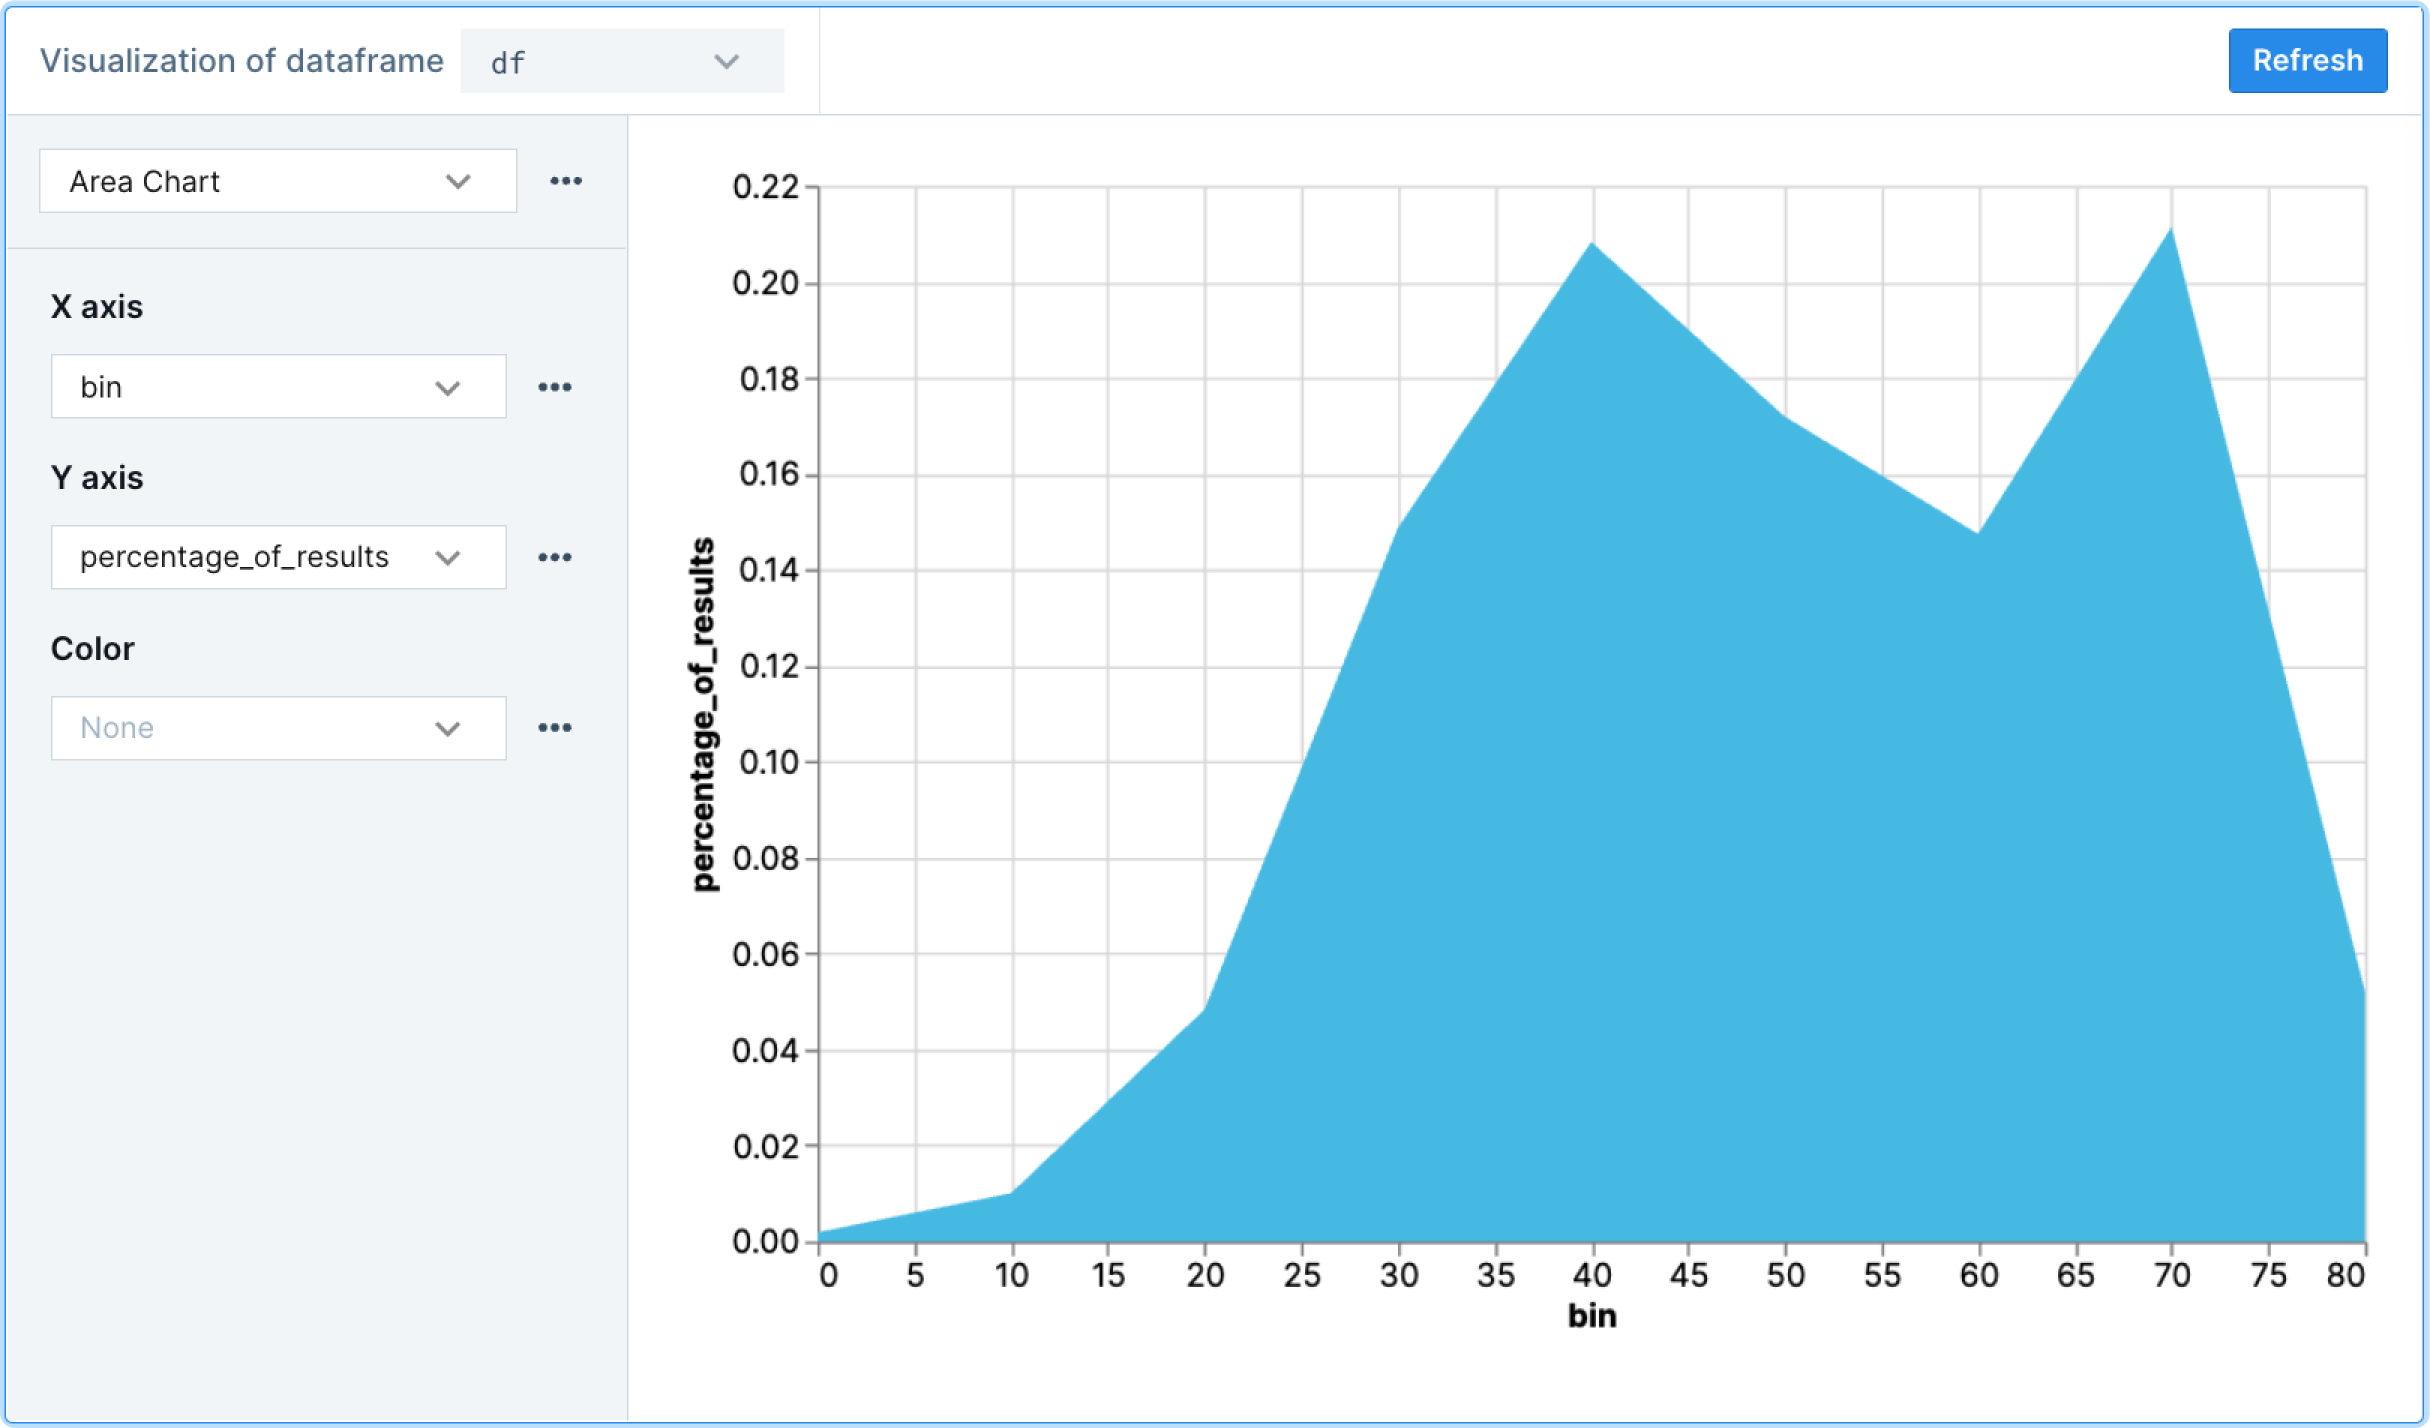 Visualization of dataframe df Refresh
Area Chart
X axis
bin
Y axis
percentage_of_results
Color
None
percentage_of_results
0.22
0.20
0.18
0.16
0.14
0.12
0.10
0.08
0.06
0.04
0.02
0.00
0 5 10 15 20 25 30 35 40 45 50 55 60 65 70 75 80
bin